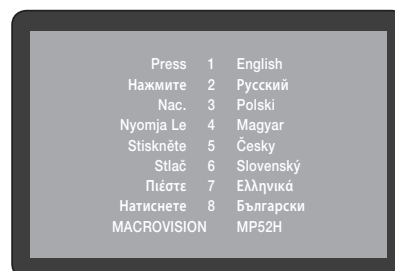 Press 1 English
Нажмите 2 Русский
Nac. 3 Polski
Nyomja Le 4 Magyar
Stiskněte 5 Česky
Stlač 6 Slovenský
Πιέστε 7 Ελληνικά
Натиснете 8 Български
MACROVISION MP52H